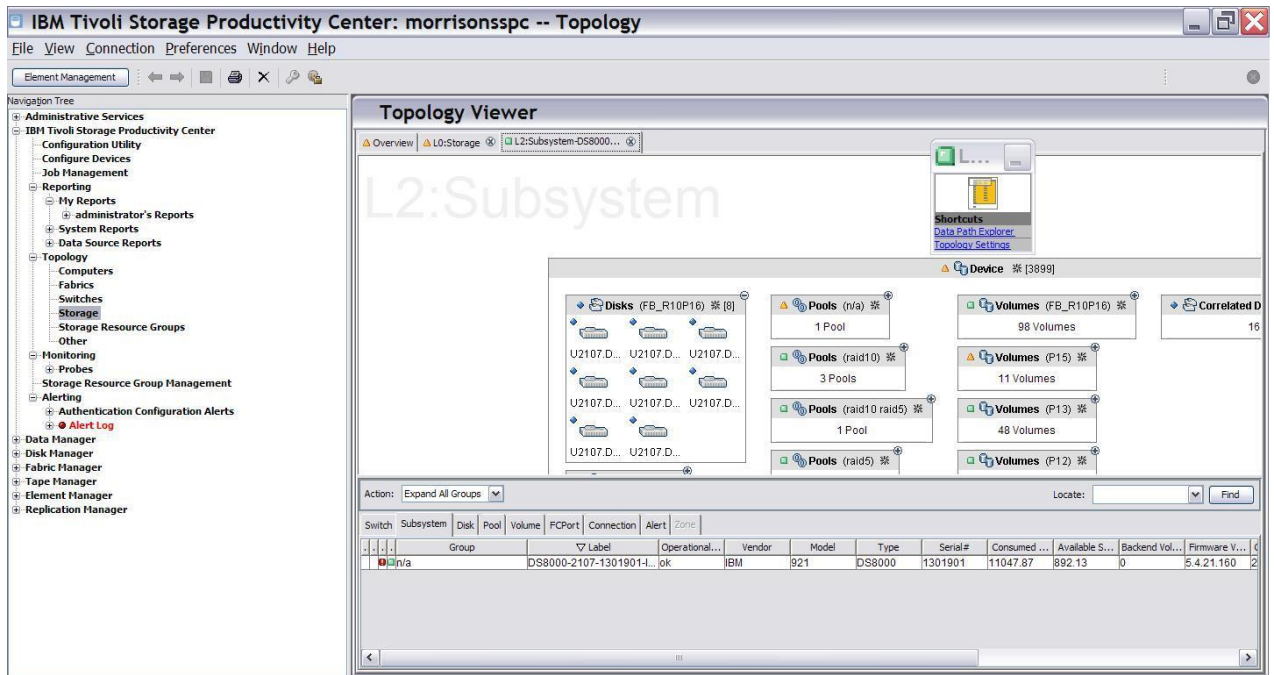 IBM Tivoli Storage Productivity Center: morrisonsspc -- Topology
File View Connection Preferences Window Help
Element Management
Navigation Tree
Administrative Services
IBM Tivoli Storage Productivity Center
Configuration Utility
Configure Devices
Job Management
Reporting
My Reports
administrator's Reports
System Reports
Data Source Reports
Topology
Computers
Fabrics
Switches
Storage
Storage Resource Groups
Other
Monitoring
Probes
Storage Resource Group Management
Alerting
Authentication Configuration Alerts
Alert Log
Data Manager
Disk Manager
Fabric Manager
Tape Manager
Element Manager
Replication Manager
Topology Viewer
Overview L0:Storage L2:Subsystem-DS8000...
L2:Subsystem
L...
Shortcuts
Data Path Explorer
Topology Settings
Device [3899]
Disks (FB_R10P16) [8]
U2107.D... U2107.D... U2107.D...
U2107.D... U2107.D... U2107.D...
U2107.D... U2107.D...
Pools (n/a)
1 Pool
Pools (raid10)
3 Pools
Pools (raid10 raid5)
1 Pool
Pools (raid5)
Volumes (FB_R10P16)
98 Volumes
Volumes (P15)
11 Volumes
Volumes (P13)
48 Volumes
Volumes (P12)
Correlated D
16
Action: Expand All Groups Locate: Find
Switch Subsystem Disk Pool Volume FCPort Connection Alert Zone
. . . . Group Label Operational... Vendor Model Type Serial# Consumed ... Available S... Backend Vol... Firmware V...
n/a DS8000-2107-1301901-I... ok IBM 921 DS8000 1301901 11047.87 892.13 0 5.4.21.160 2